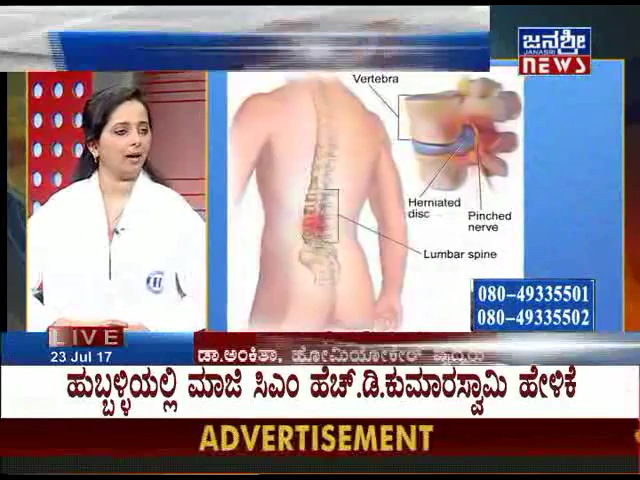 ಜನಶ್ರೀ
JANASRI
NEWS
Vertebra
Herniated
disc
Pinched
nerve
Lumbar spine
080-49335501
080-49335502
LIVE
23 Jul 17
ಡಾ.ಅಂಕಿತಾ, ಹೋಮಿಯೋಕೇರ್
ಹುಬ್ಬಳ್ಳಿಯಲ್ಲಿ ಮಾಜಿ ಸಿಎಂ ಹೆಚ್.ಡಿ.ಕುಮಾರಸ್ವಾಮಿ ಹೇಳಿಕೆ
ADVERTISEMENT